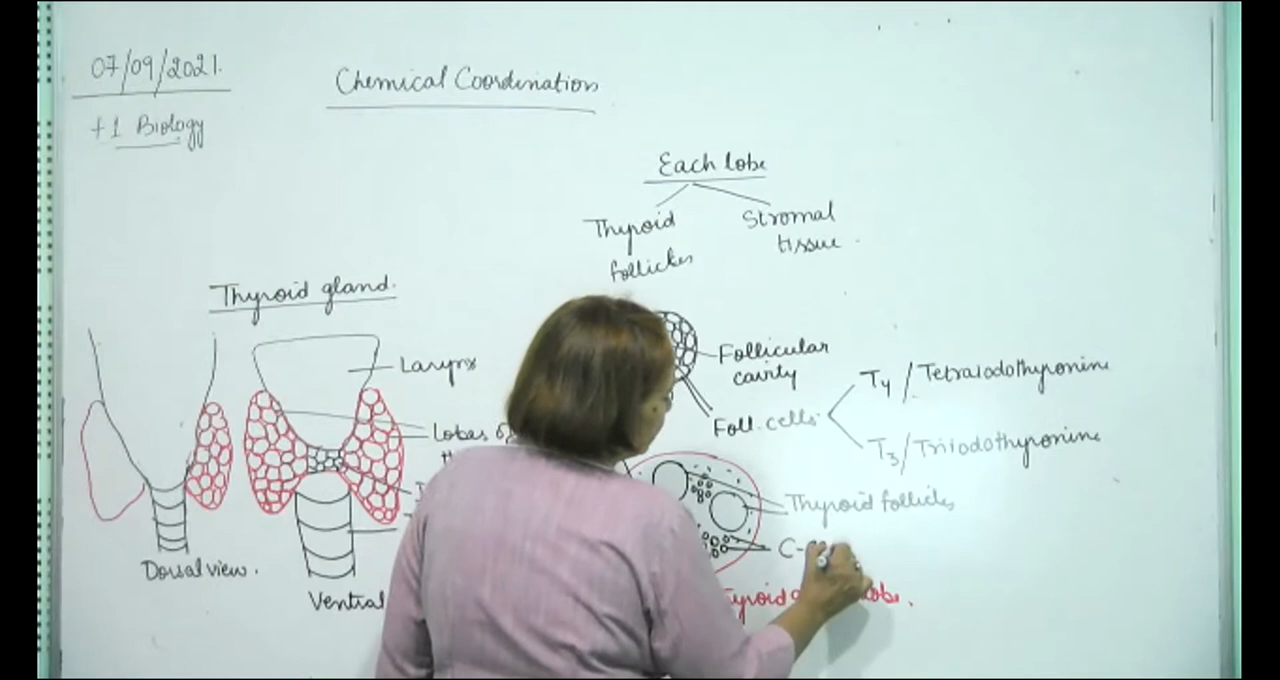 07/09/2021.
+1 Biology
Chemical Coordination
Each lobe
Thyroid
follicles
Stromal
tissue.
Thyroid gland.
Larynx
Lobes of
Dorsal view.
Ventral
Follicular
cavity
Foll. cells
T4 / Tetraiodothyronine
T3 / Triiodothyronine
Thyroid follicles
C-
lobe.